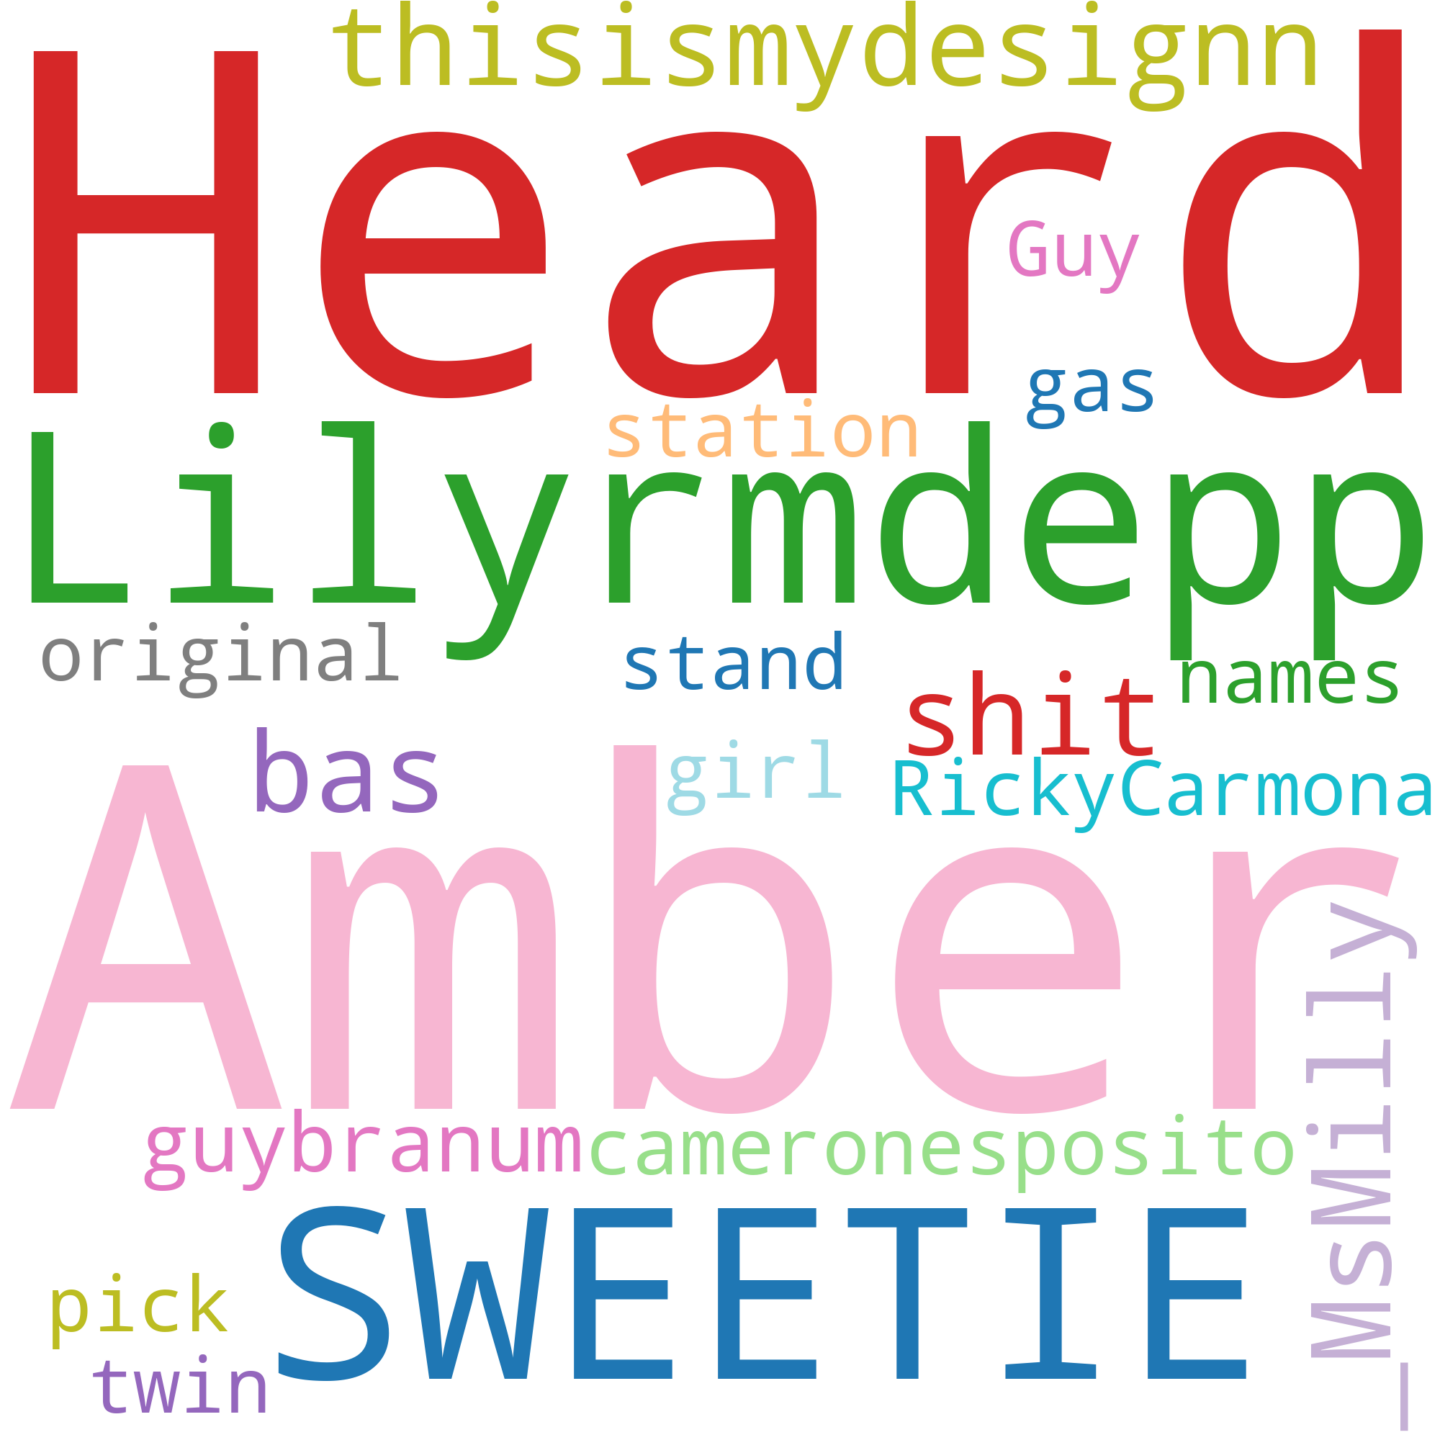 thisismydesignn
Heard
Guy
gas
station
Lilyrmdepp
original
stand
names
shit
bas
girl
RickyCarmona
Amber
_MsMilly
guybranum
cameronesposito
SWEETIE
pick
twin